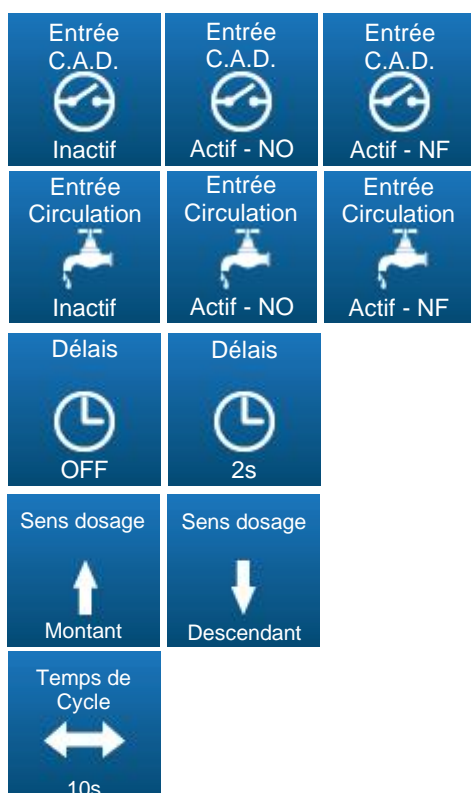 Entrée
C.A.D.
Inactif
Entrée
C.A.D.
Actif - NO
Entrée
C.A.D.
Actif - NF
Entrée
Circulation
Inactif
Entrée
Circulation
Actif - NO
Entrée
Circulation
Actif - NF
Délais
OFF
Délais
2s
Sens dosage
Montant
Sens dosage
Descendant
Temps de
Cycle
10s